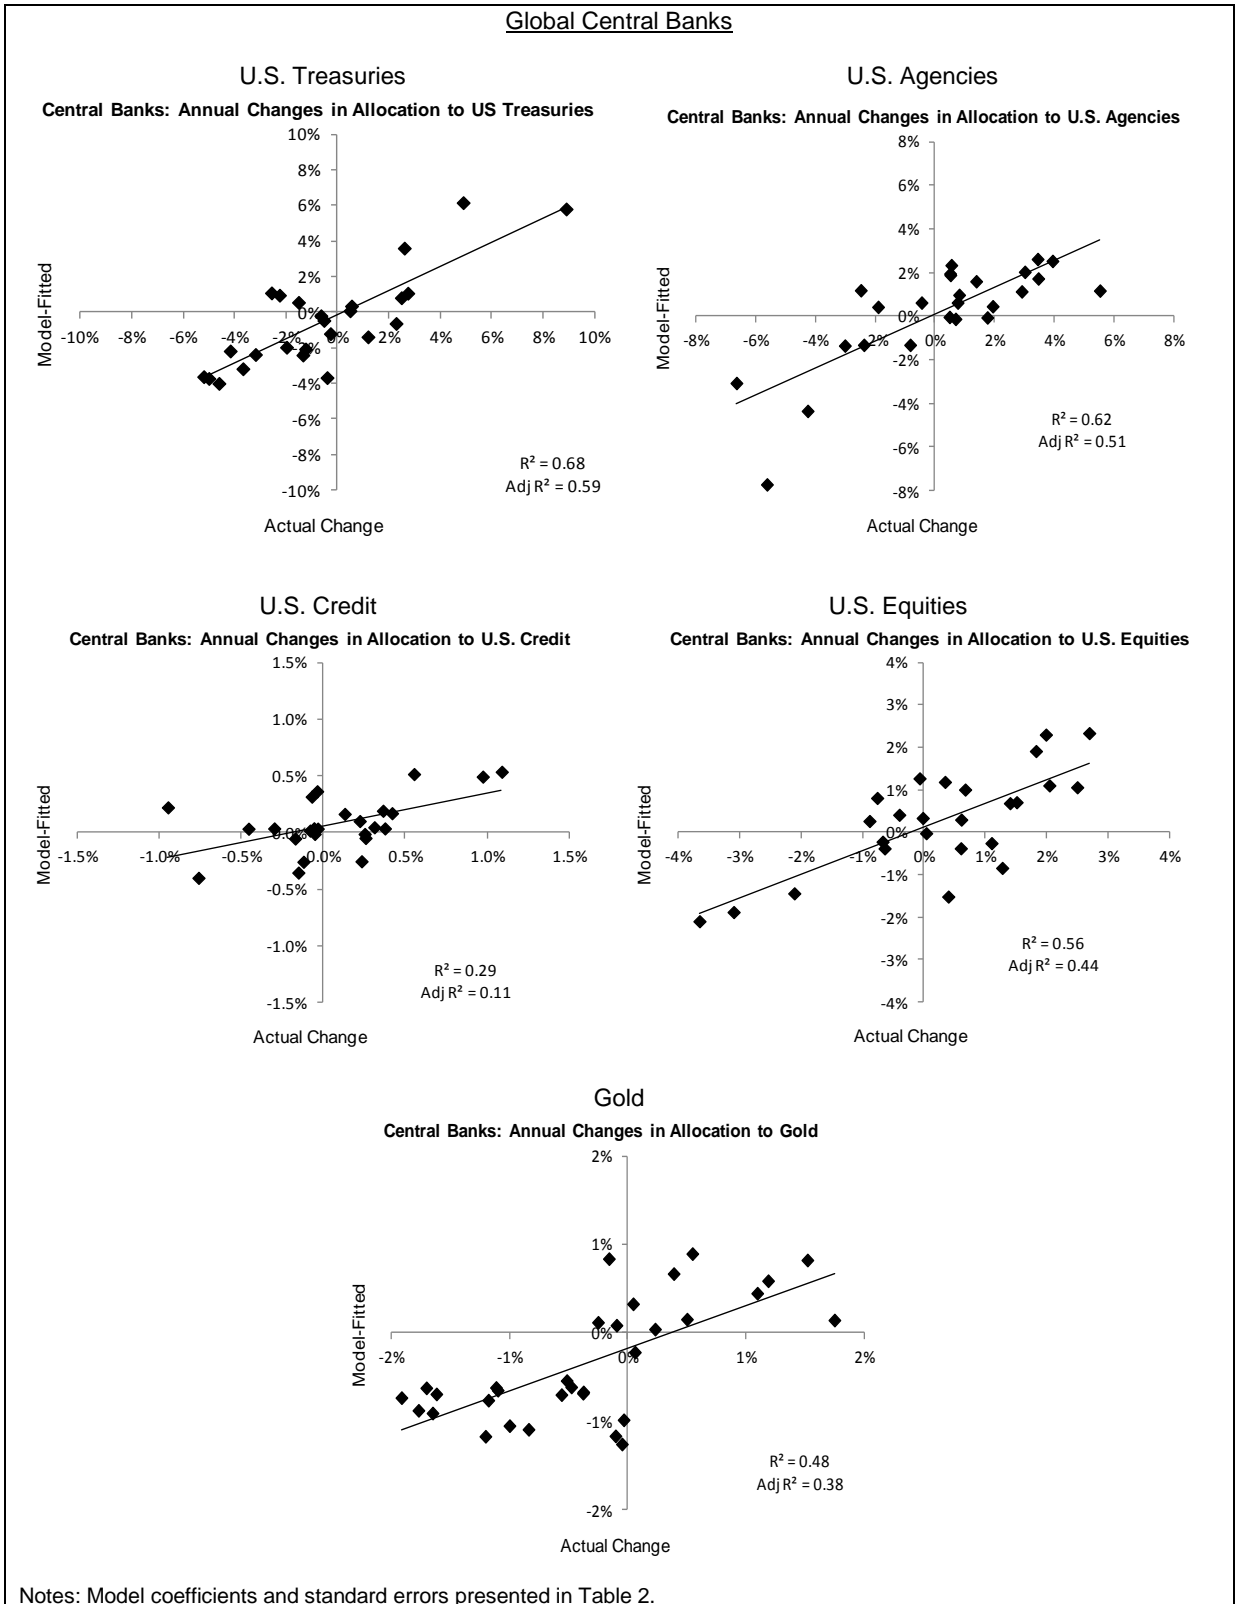 Global Central Banks
U.S. Treasuries
Central Banks: Annual Changes in Allocation to US Treasuries
10%
8%
6%
4%
2%
0%
-2%
-4%
-6%
-8%
-10%
-10%
-8%
-6%
-4%
-2%
0%
2%
4%
6%
8%
10%
Model-Fitted
R² = 0.68
Adj R² = 0.59
Actual Change
U.S. Agencies
Central Banks: Annual Changes in Allocation to U.S. Agencies
8%
6%
4%
2%
0%
-2%
-4%
-6%
-8%
-8%
-6%
-4%
-2%
0%
2%
4%
6%
8%
Model-Fitted
R² = 0.62
Adj R² = 0.51
Actual Change
U.S. Credit
Central Banks: Annual Changes in Allocation to U.S. Credit
1.5%
1.0%
0.5%
0.0%
-0.5%
-1.0%
-1.5%
-1.5%
-1.0%
-0.5%
0.0%
0.5%
1.0%
1.5%
Model-Fitted
R² = 0.29
Adj R² = 0.11
Actual Change
U.S. Equities
Central Banks: Annual Changes in Allocation to U.S. Equities
4%
3%
2%
1%
0%
-1%
-2%
-3%
-4%
-4%
-3%
-2%
-1%
0%
1%
2%
3%
4%
Model-Fitted
R² = 0.56
Adj R² = 0.44
Actual Change
Gold
Central Banks: Annual Changes in Allocation to Gold
2%
1%
0%
-1%
-2%
-2%
-1%
0%
1%
2%
Model-Fitted
R² = 0.48
Adj R² = 0.38
Actual Change
Notes: Model coefficients and standard errors presented in Table 2.